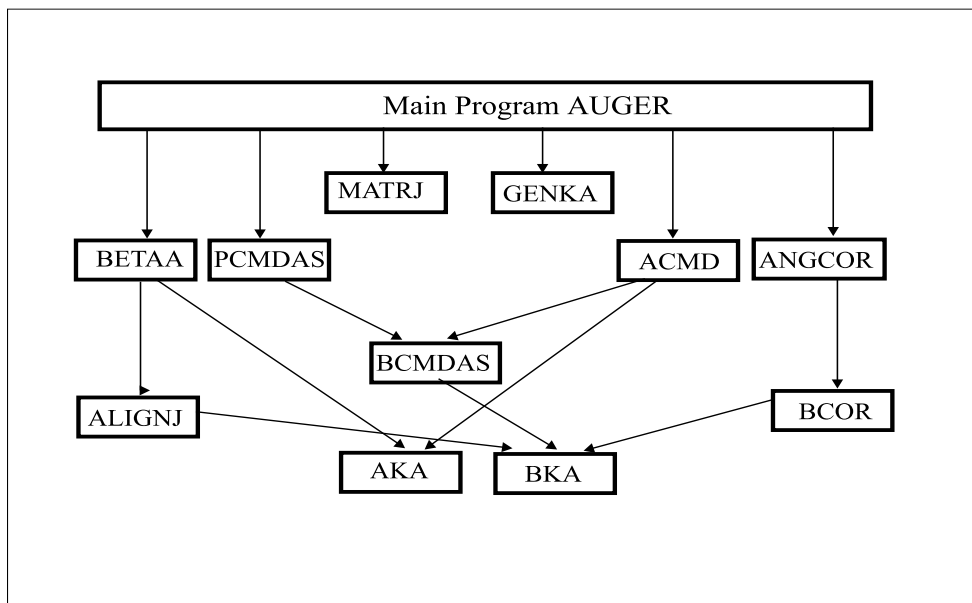 Main Program AUGER
MATRJ
GENKA
BETAA
PCMDAS
ACMD
ANGCOR
BCMDAS
ALIGNJ
BCOR
AKA
BKA